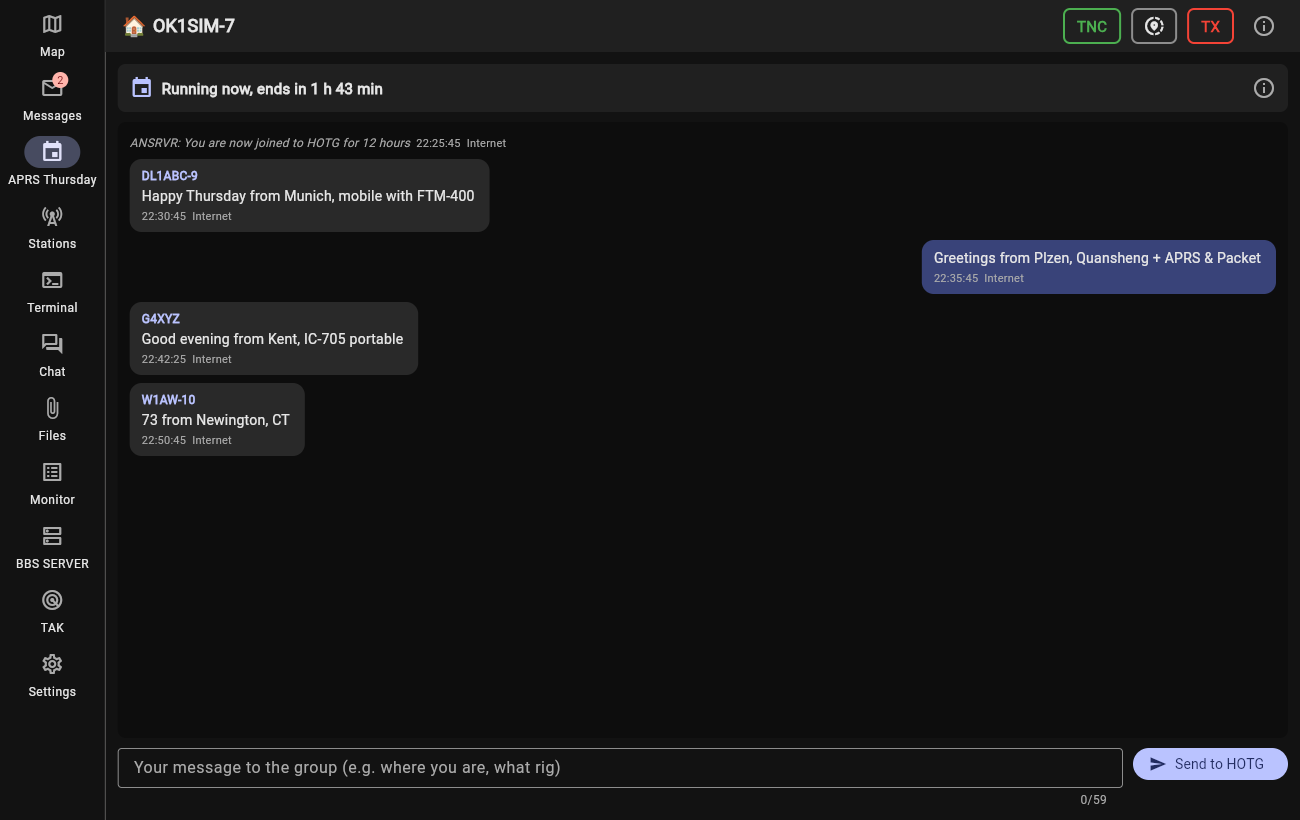 OK1SIM-7
TNC
TX
Map
2
Messages
APRS Thursday
Stations
Terminal
Chat
Files
Monitor
BBS SERVER
TAK
Settings
Running now, ends in 1 h 43 min
ANSRVR: You are now joined to HOTG for 12 hours 22:25:45 Internet
DL1ABC-9
Happy Thursday from Munich, mobile with FTM-400
22:30:45 Internet
Greetings from Plzen, Quansheng + APRS & Packet
22:35:45 Internet
G4XYZ
Good evening from Kent, IC-705 portable
22:42:25 Internet
W1AW-10
73 from Newington, CT
22:50:45 Internet
Your message to the group (e.g. where you are, what rig)
Send to HOTG
0/59